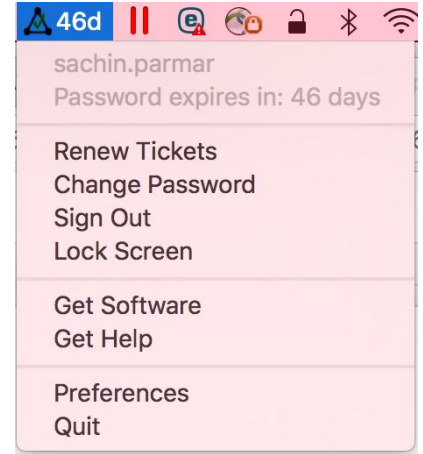 46d
sachin.parmar
Password expires in: 46 days
Renew Tickets
Change Password
Sign Out
Lock Screen
Get Software
Get Help
Preferences
Quit